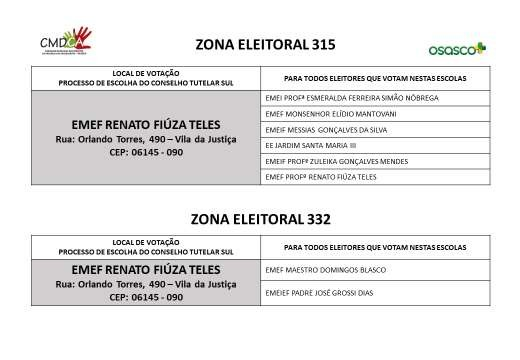 CMDCA
ZONA ELEITORAL 315
osasco
LOCAL DE VOTAÇÃO
PROCESSO DE ESCOLHA DO CONSELHO TUTELAR SUL
PARA TODOS ELEITORES QUE VOTAM NESTAS ESCOLAS
EMEF RENATO FIÚZA TELES
Rua: Orlando Torres, 490 – Vila da Justiça
CEP: 06145 - 090
EMEI PROFª ESMERALDA FERREIRA SIMÃO NÓBREGA
EMEF MONSENHOR ELÍDIO MANTOVANI
EMEIF MESSIAS GONÇALVES DA SILVA
EE JARDIM SANTA MARIA III
EMEIF PROFª ZULEIKA GONÇALVES MENDES
EMEF PROFº RENATO FIÚZA TELES
ZONA ELEITORAL 332
LOCAL DE VOTAÇÃO
PROCESSO DE ESCOLHA DO CONSELHO TUTELAR SUL
PARA TODOS ELEITORES QUE VOTAM NESTAS ESCOLAS
EMEF RENATO FIÚZA TELES
Rua: Orlando Torres, 490 – Vila da Justiça
CEP: 06145 - 090
EMEF MAESTRO DOMINGOS BLASCO
EMEIEF PADRE JOSÉ GROSSI DIAS